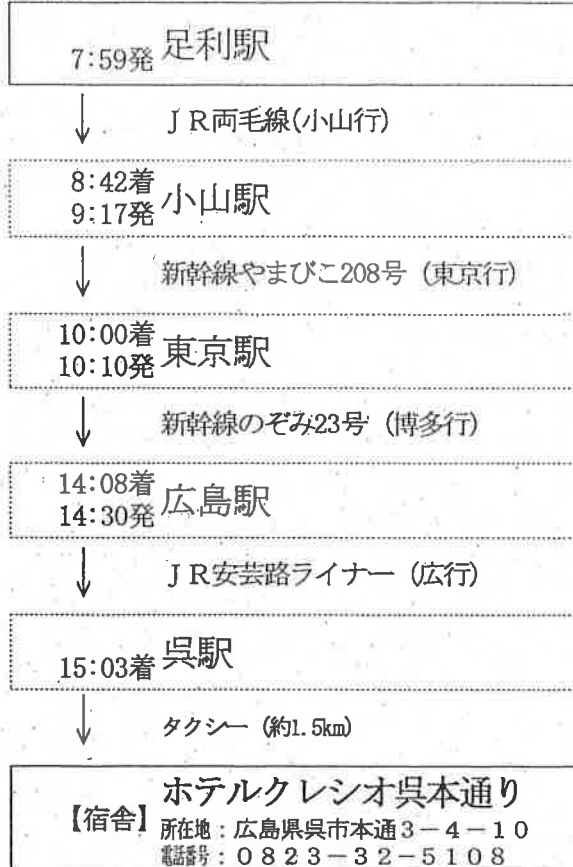 7:59発 足利駅
↓ JR両毛線(小山行)
8:42着
9:17発 小山駅
↓ 新幹線やまびこ208号 (東京行)
10:00着
10:10発 東京駅
↓ 新幹線のぞみ23号 (博多行)
14:08着
14:30発 広島駅
↓ JR安芸路ライナー (広行)
15:03着 呉駅
↓ タクシー (約1.5km)
【宿舎】 ホテルクレシオ呉本通り
所在地:広島県呉市本通3-4-10
電話番号:0823-32-5108